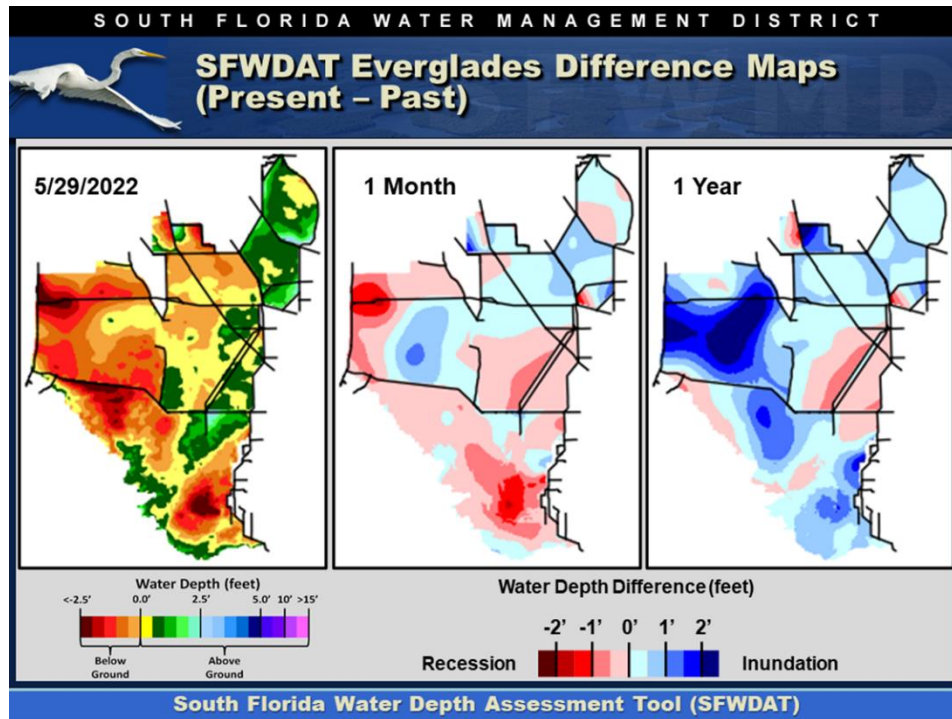 SOUTH FLORIDA WATER MANAGEMENT DISTRICT
SFWDAT Everglades Difference Maps
(Present – Past)
SFWMD
5/29/2022
1 Month
1 Year
Water Depth (feet)
<-2.5' 0.0' 2.5' 5.0' 10' >15'
Below
Ground
Above
Ground
Water Depth Difference (feet)
-2' -1' 0' 1' 2'
Recession Inundation
South Florida Water Depth Assessment Tool (SFWDAT)